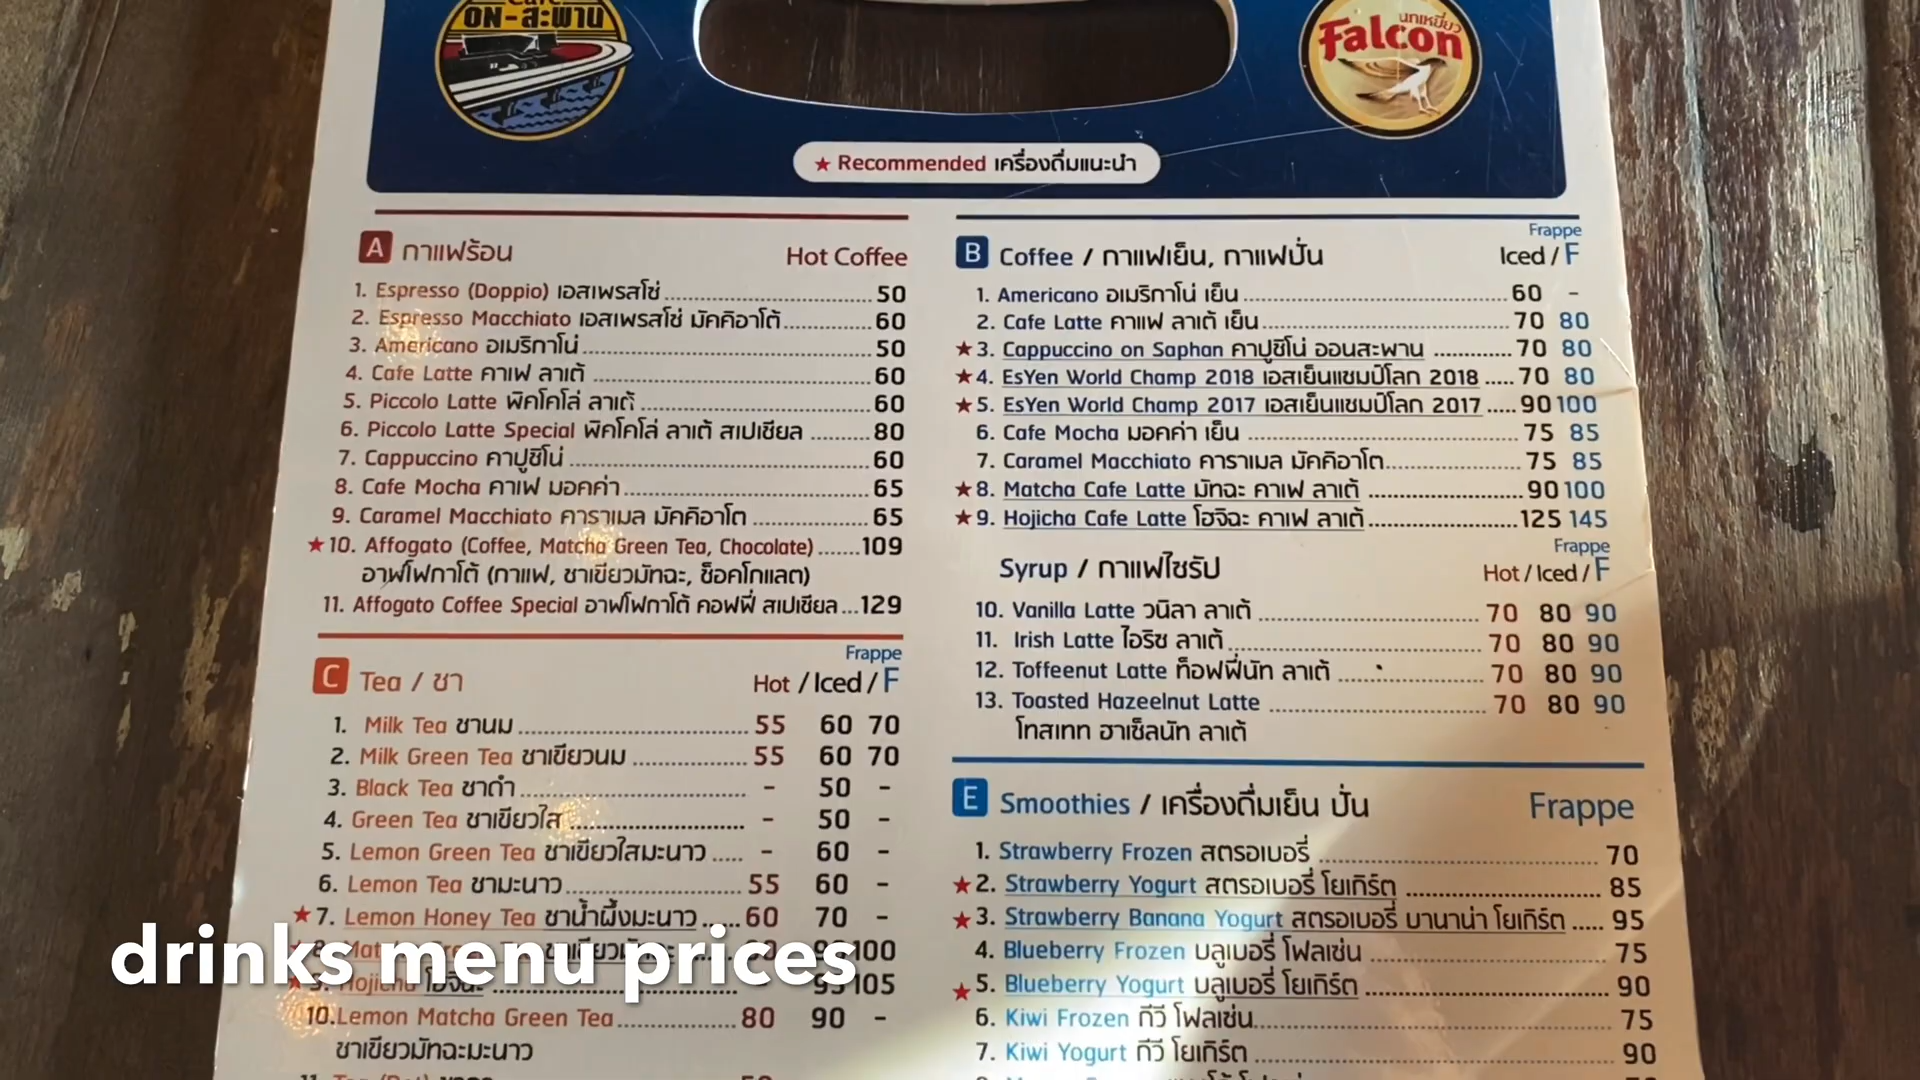 Cafe
ออน-สะพาน
นกเหยี่ยว
Falcon
★ Recommended เครื่องดื่มแนะนำ
A กาแฟร้อน Hot Coffee
1. Espresso (Doppio) เอสเพรสโซ่ 50
2. Espresso Macchiato เอสเพรสโซ่ มัคคิอาโต้ 60
3. Americano อเมริกาโน่ 50
4. Cafe Latte คาเฟ ลาเต้ 60
5. Piccolo Latte พิคโคโล่ ลาเต้ 60
6. Piccolo Latte Special พิคโคโล่ ลาเต้ สเปเชียล 80
7. Cappuccino คาปูชิโน่ 60
8. Cafe Mocha คาเฟ มอคค่า 65
9. Caramel Macchiato คาราเมล มัคคิอาโต 65
★ 10. Affogato (Coffee, Matcha Green Tea, Chocolate) 109
อาฟโฟกาโต้ (กาแฟ, ชาเขียวมัทฉะ, ช็อคโกแลต)
11. Affogato Coffee Special อาฟโฟกาโต้ คอฟฟี่ สเปเชียล 129
C Tea / ชา Hot / Iced / Frappe F
1. Milk Tea ชานม 55 60 70
2. Milk Green Tea ชาเขียวนม 55 60 70
3. Black Tea ชาดำ - 50 -
4. Green Tea ชาเขียวใส - 50 -
5. Lemon Green Tea ชาเขียวใสมะนาว - 60 -
6. Lemon Tea ชามะนาว 55 60 -
★ 7. Lemon Honey Tea ชาน้ำผึ้งมะนาว 60 70 -
100
Hojicha โฮจิฉะ 105
10. Lemon Matcha Green Tea 80 90 -
ชาเขียวมัทฉะมะนาว
B Coffee / กาแฟเย็น, กาแฟปั่น Iced / Frappe F
1. Americano อเมริกาโน่ เย็น 60 -
2. Cafe Latte คาแฟ ลาเต้ เย็น 70 80
★ 3. Cappuccino on Saphan คาปูชิโน่ ออนสะพาน 70 80
★ 4. EsYen World Champ 2018 เอสเย็นแชมป์โลก 2018 70 80
★ 5. EsYen World Champ 2017 เอสเย็นแชมป์โลก 2017 90 100
6. Cafe Mocha มอคค่า เย็น 75 85
7. Caramel Macchiato คาราเมล มัคคิอาโต 75 85
★ 8. Matcha Cafe Latte มัทฉะ คาเฟ ลาเต้ 90 100
★ 9. Hojicha Cafe Latte โฮจิฉะ คาเฟ ลาเต้ 125 145
Syrup / กาแฟไซรัป Hot / Iced / Frappe F
10. Vanilla Latte วนิลา ลาเต้ 70 80 90
11. Irish Latte ไอริช ลาเต้ 70 80 90
12. Toffeenut Latte ท็อฟฟี่นัท ลาเต้ 70 80 90
13. Toasted Hazeelnut Latte 70 80 90
โทสเทท ฮาเซ็ลนัท ลาเต้
E Smoothies / เครื่องดื่มเย็น ปั่น Frappe
1. Strawberry Frozen สตรอเบอรี่ 70
★ 2. Strawberry Yogurt สตรอเบอรี่ โยเกิร์ต 85
★ 3. Strawberry Banana Yogurt สตรอเบอรี่ บานาน่า โยเกิร์ต 95
4. Blueberry Frozen บลูเบอรี่ โฟลเซ่น 75
★ 5. Blueberry Yogurt บลูเบอรี่ โยเกิร์ต 90
6. Kiwi Frozen กีวี โฟลเซ่น 75
7. Kiwi Yogurt กีวี โยเกิร์ต 90
drinks menu prices